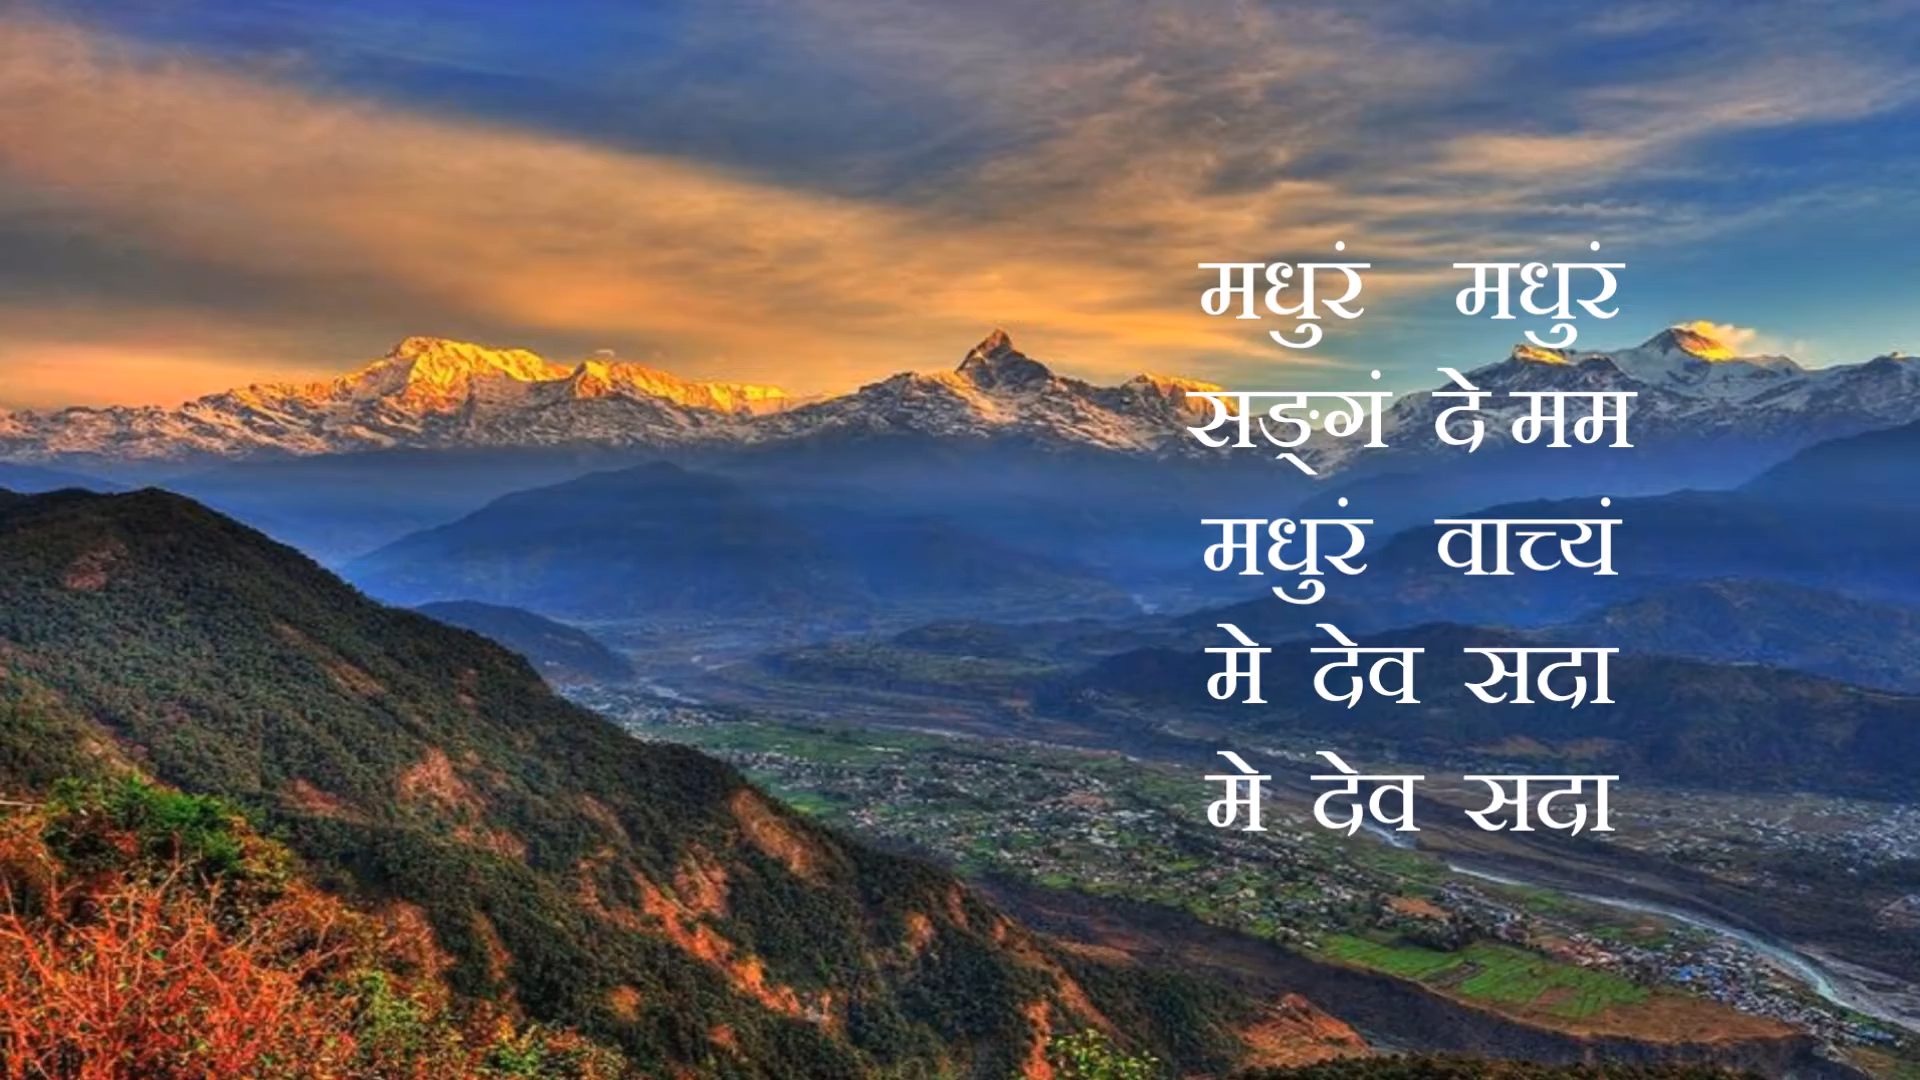 मधुरं मधुरं
सङ्गं दे मम
मधुरं वाच्यं
मे देव सदा
मे देव सदा